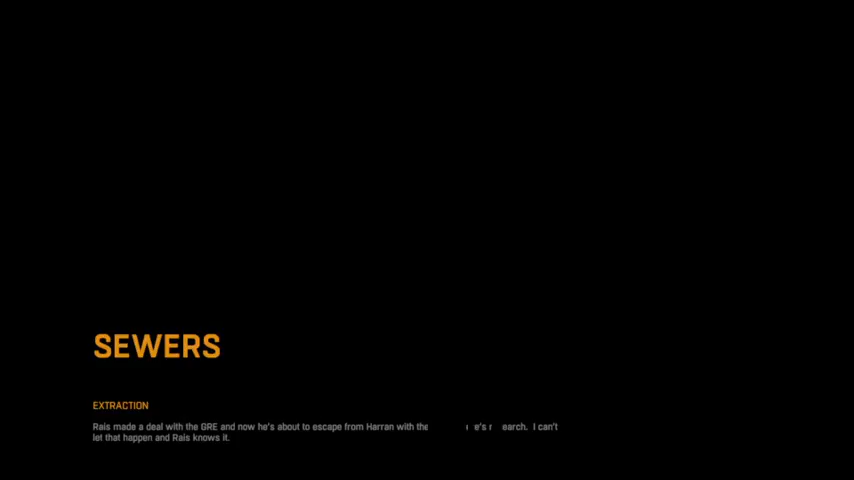 SEWERS
EXTRACTION
Rais made a deal with the GRE and now he's about to escape from Harran with the I can't
let that happen and Rais knows it.